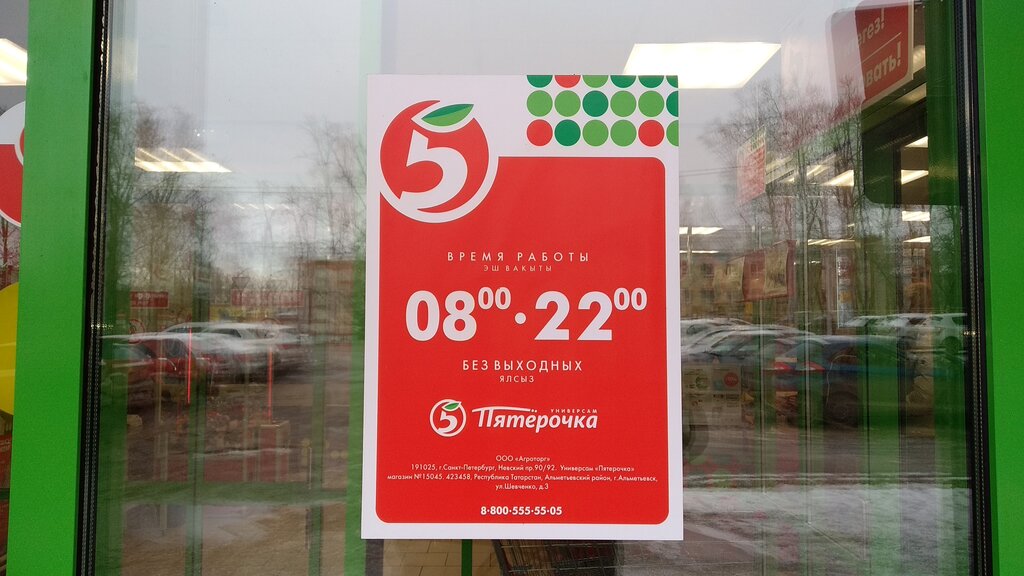 5
ВРЕМЯ РАБОТЫ
ЭШ ВАКЫТЫ
08⁰⁰·22⁰⁰
БЕЗ ВЫХОДНЫХ
ЯЛСЫЗ
УНИВЕРСАМ
5 Пятёрочка
ООО «Агроторг»
191025, г.Санкт-Петербург, Невский пр.90/92. Универсам «Пятерочка»
магазин №15045. 423458, Республика Татарстан, Альметьевский район, г.Альметьевск,
ул.Шевченко, д.3
8-800-555-55-05